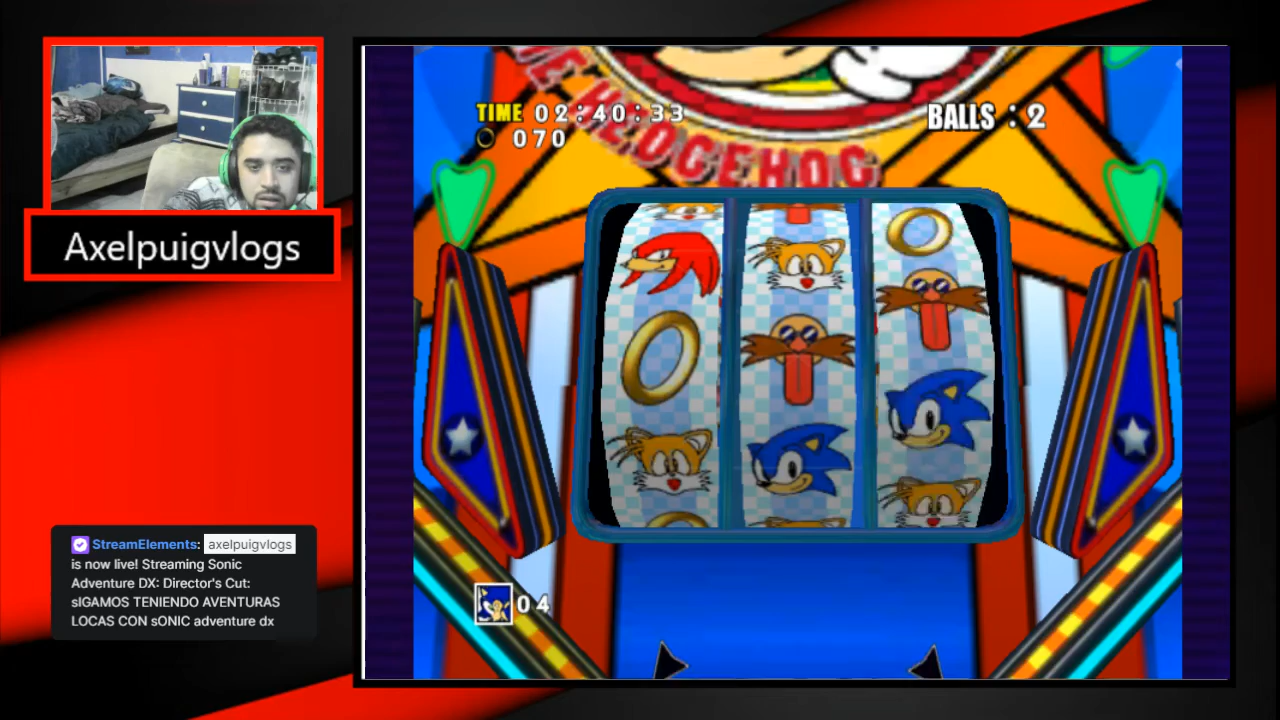 THE HEDGEHOG
TIME 02:40:33
070
BALLS : 2
Axelpuigvlogs
StreamElements: axelpuigvlogs
is now live! Streaming Sonic
Adventure DX: Director's Cut:
sIGAMOS TENIENDO AVENTURAS
LOCAS CON sONIC adventure dx
04